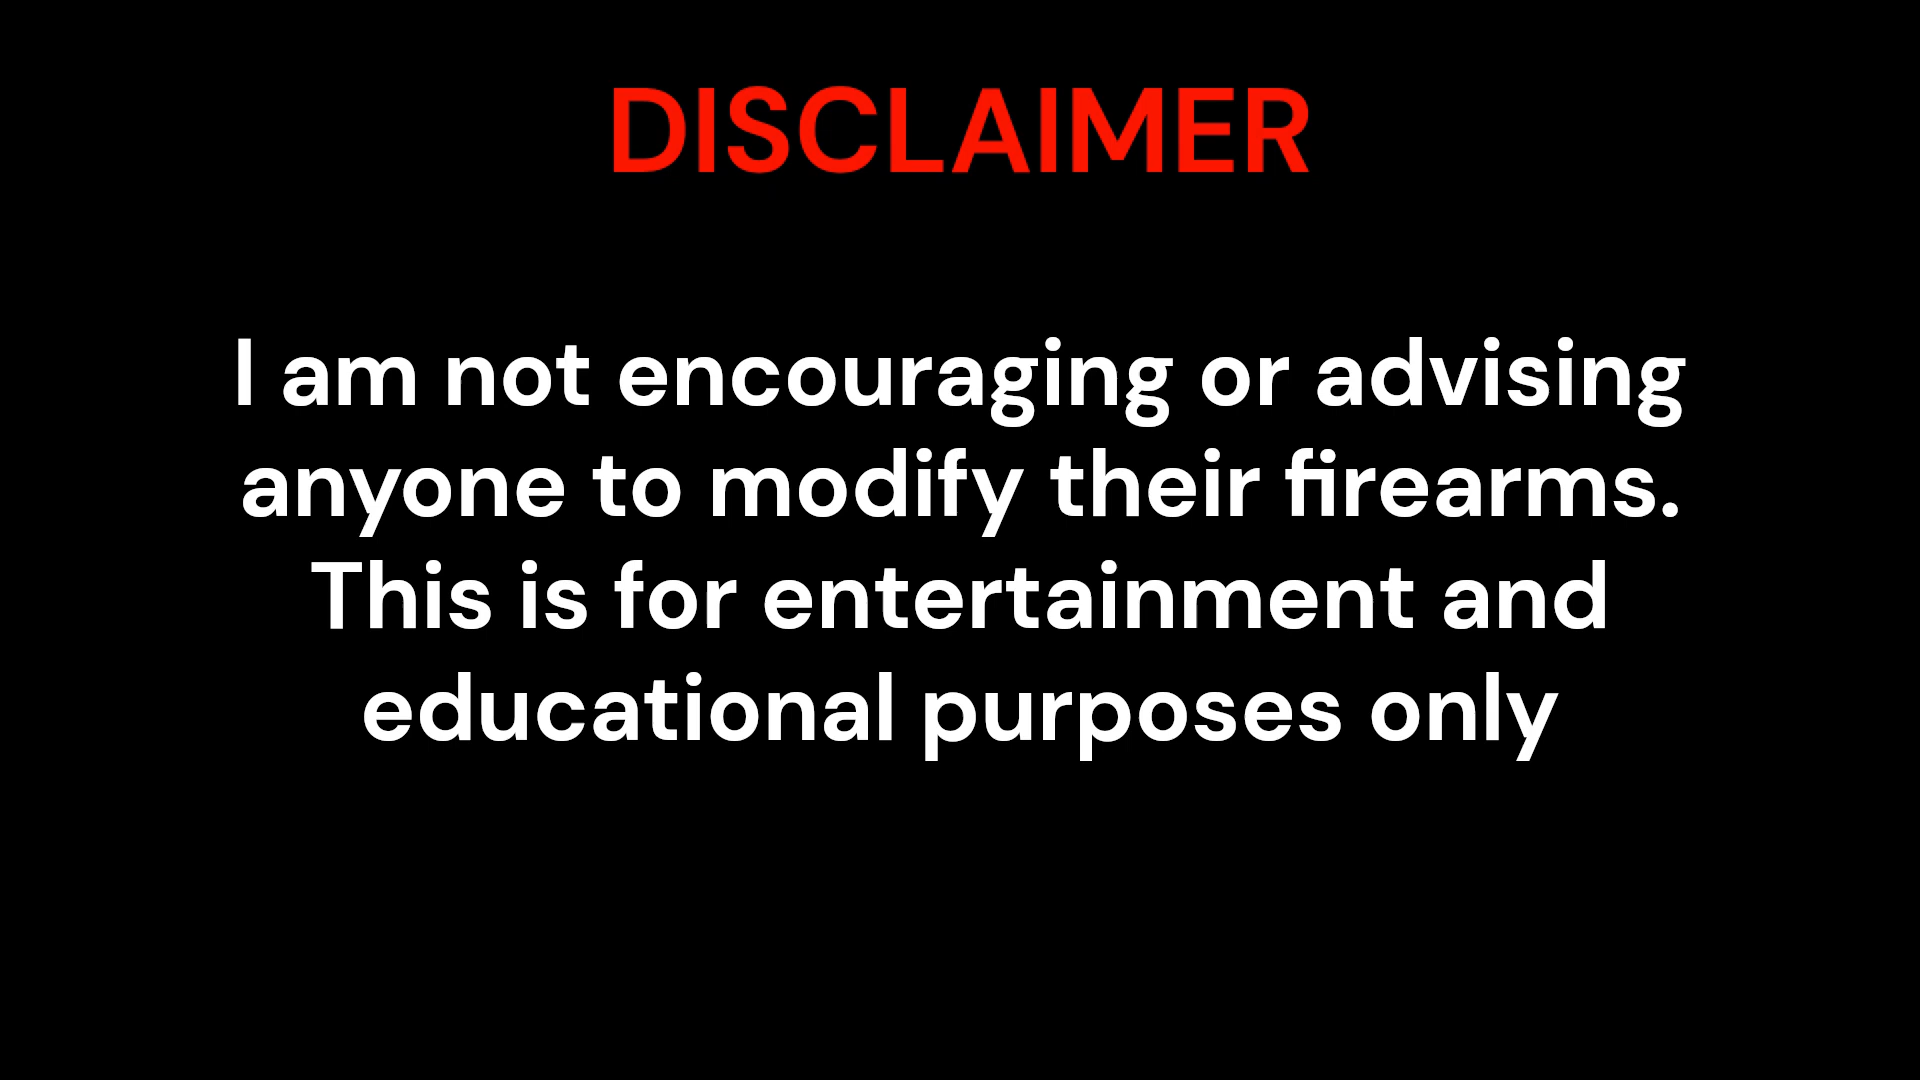 DISCLAIMER
I am not encouraging or advising
anyone to modify their firearms.
This is for entertainment and
educational purposes only